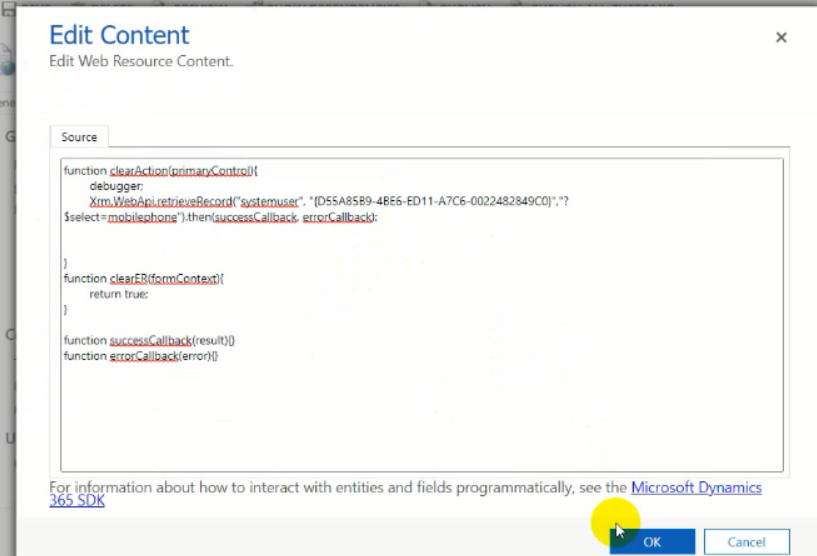 Edit Content
Edit Web Resource Content.
Source
function clearAction(primaryControl){
debugger;
Xrm.WebApi.retrieveRecord("systemuser", "{D55A85B9-4BE6-ED11-A7C6-0022482849C0}","?
$select=mobilephone").then(successCallback, errorCallback);
}
function clearER(formContext){
return true;
}
function successCallback(result){}
function errorCallback(error){}
For information about how to interact with entities and fields programmatically, see the Microsoft Dynamics
365 SDK
OK
Cancel